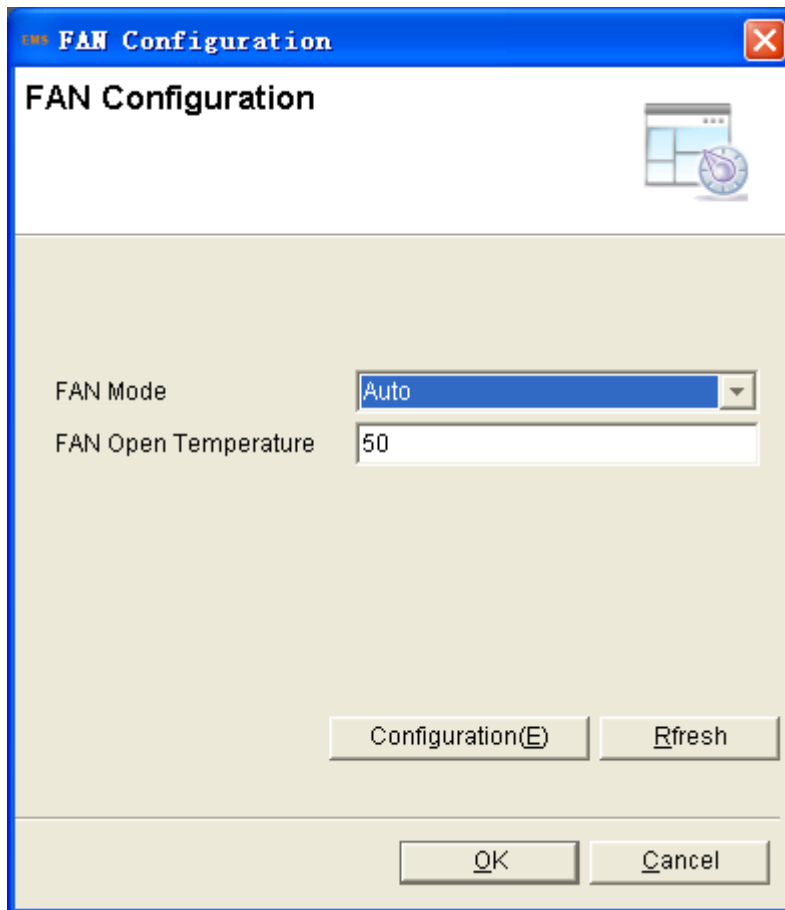 EMS FAN Configuration
FAN Configuration
FAN Mode Auto
FAN Open Temperature 50
Configuration(E) Rfresh
OK Cancel